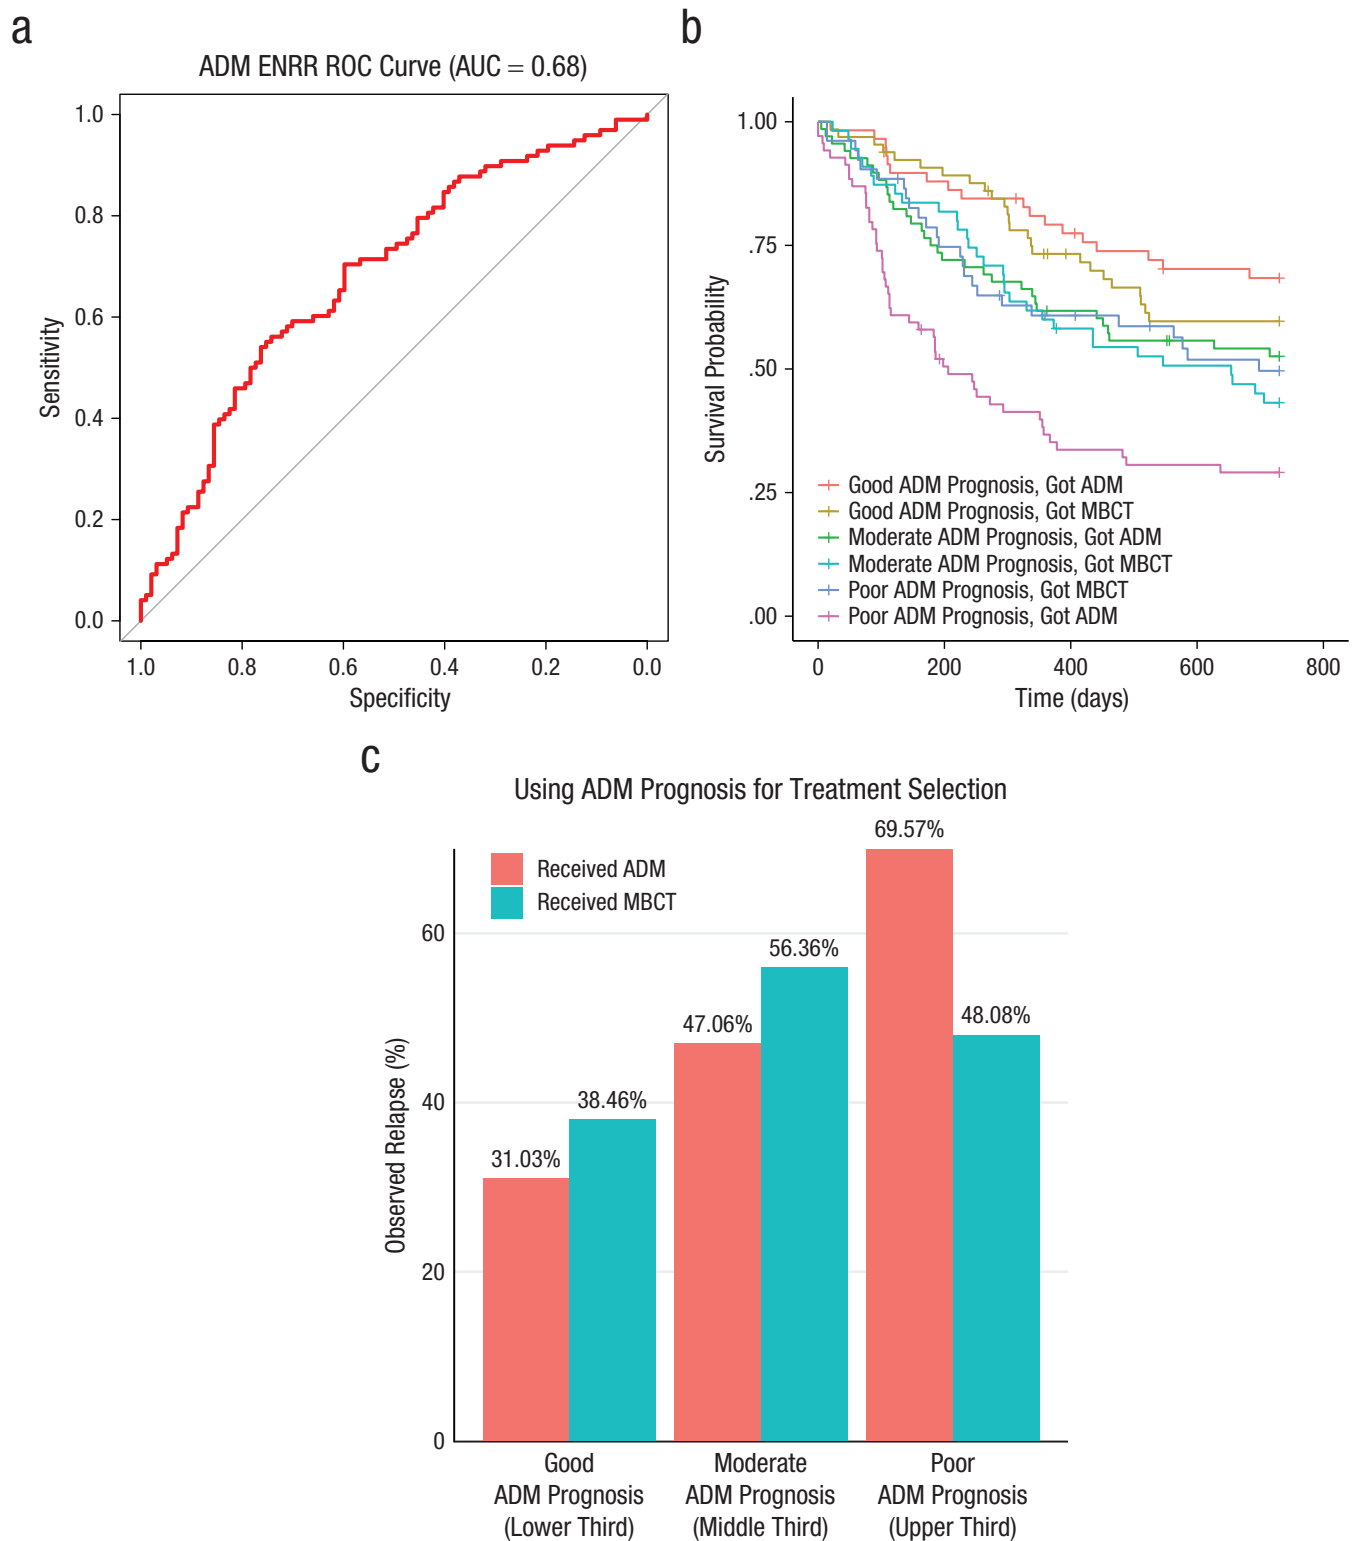 a
ADM ENRR ROC Curve (AUC = 0.68)
1.0
0.8
0.6
0.4
0.2
0.0
Sensitivity
1.0 0.8 0.6 0.4 0.2 0.0
Specificity
b
1.00
.75
.50
.25
.00
Survival Probability
Good ADM Prognosis, Got ADM
Good ADM Prognosis, Got MBCT
Moderate ADM Prognosis, Got ADM
Moderate ADM Prognosis, Got MBCT
Poor ADM Prognosis, Got MBCT
Poor ADM Prognosis, Got ADM
0 200 400 600 800
Time (days)
c
Using ADM Prognosis for Treatment Selection
Received ADM
Received MBCT
69.57%
56.36%
47.06%
48.08%
38.46%
31.03%
60
40
20
0
Observed Relapse (%)
Good
ADM Prognosis
(Lower Third)
Moderate
ADM Prognosis
(Middle Third)
Poor
ADM Prognosis
(Upper Third)